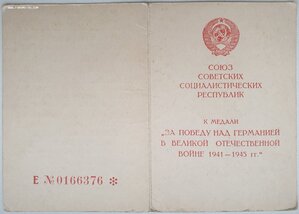 СОЮЗ
СОВЕТСКИХ
СОЦИАЛИСТИЧЕСКИХ
РЕСПУБЛИК
К МЕДАЛИ
„ЗА ПОБЕДУ НАД ГЕРМАНИЕЙ
В ВЕЛИКОЙ ОТЕЧЕСТВЕННОЙ
ВОЙНЕ 1941—1945 гг.“
Е №0166376 *